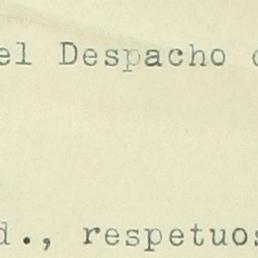 el Despacho
d., respetuos